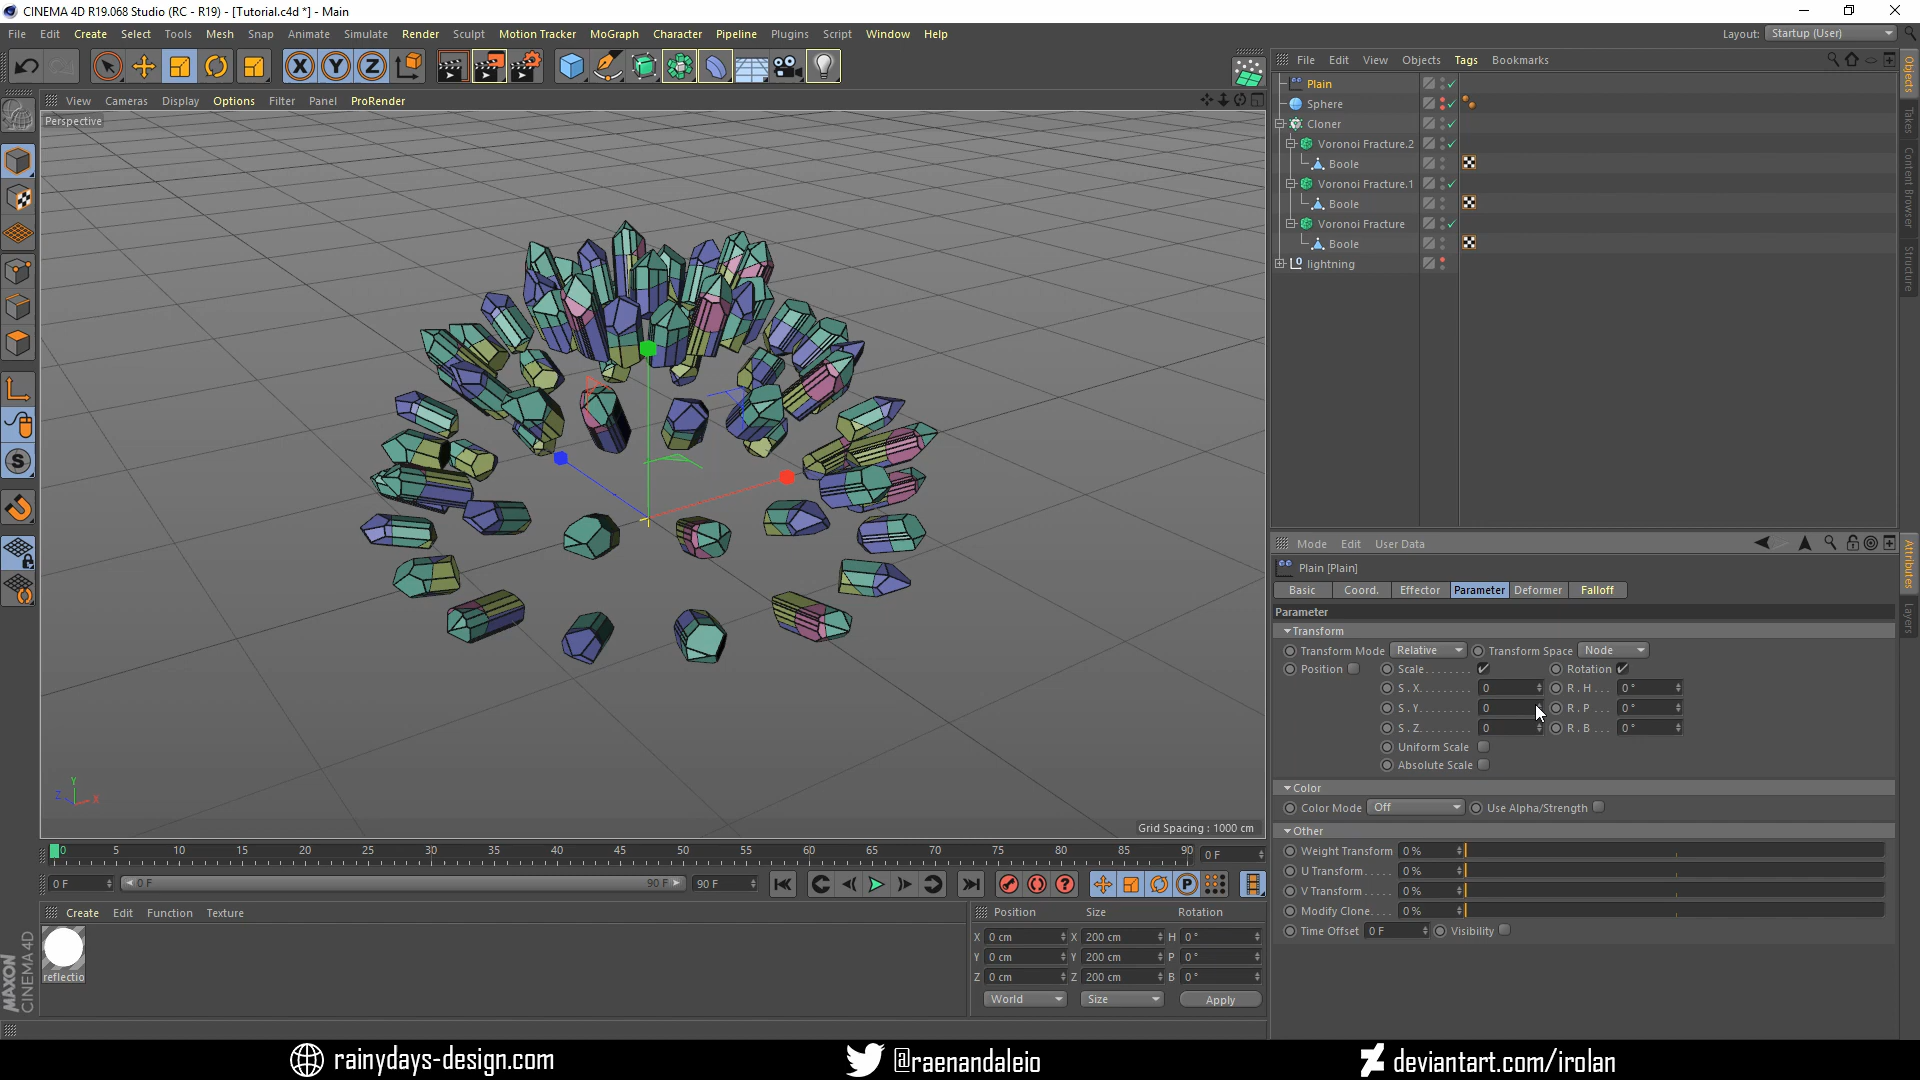 CINEMA 4D R19.068 Studio (RC - R19) - [Tutorial.c4d *] - Main
File Edit Create Select Tools Mesh Snap Animate Simulate Render Sculpt Motion Tracker MoGraph Character Pipeline Plugins Script Window Help
Layout: Startup (User)
File Edit View Objects Tags Bookmarks
View Cameras Display Options Filter Panel ProRender
Perspective
Plain
Sphere
Cloner
Voronoi Fracture.2
Boole
Voronoi Fracture.1
Boole
Voronoi Fracture
Boole
lightning
Objects
Takes
Content Browser
Structure
Mode Edit User Data
Plain [Plain]
Basic Coord. Effector Parameter Deformer Falloff
Parameter
Transform
Transform Mode Relative Transform Space Node
Position Scale........ Rotation
S . X........ 0 R . H . . . 0 °
S . Y........ 0 R . P . . . 0 °
S . Z........ 0 R . B . . . 0 °
Uniform Scale
Absolute Scale
Color
Color Mode Off Use Alpha/Strength
Other
Weight Transform 0 %
U Transform..... 0 %
V Transform..... 0 %
Modify Clone.... 0 %
Time Offset 0 F Visibility
Attributes
Layers
Y
Z X
Grid Spacing : 1000 cm
0 5 10 15 20 25 30 35 40 45 50 55 60 65 70 75 80 85 90 0 F
0 F 0 F 90 F 90 F
Create Edit Function Texture
reflectio
Position Size Rotation
X 0 cm X 200 cm H 0 °
Y 0 cm Y 200 cm P 0 °
Z 0 cm Z 200 cm B 0 °
World Size Apply
MAXON
CINEMA 4D
rainydays-design.com @raenandaleio deviantart.com/irolan